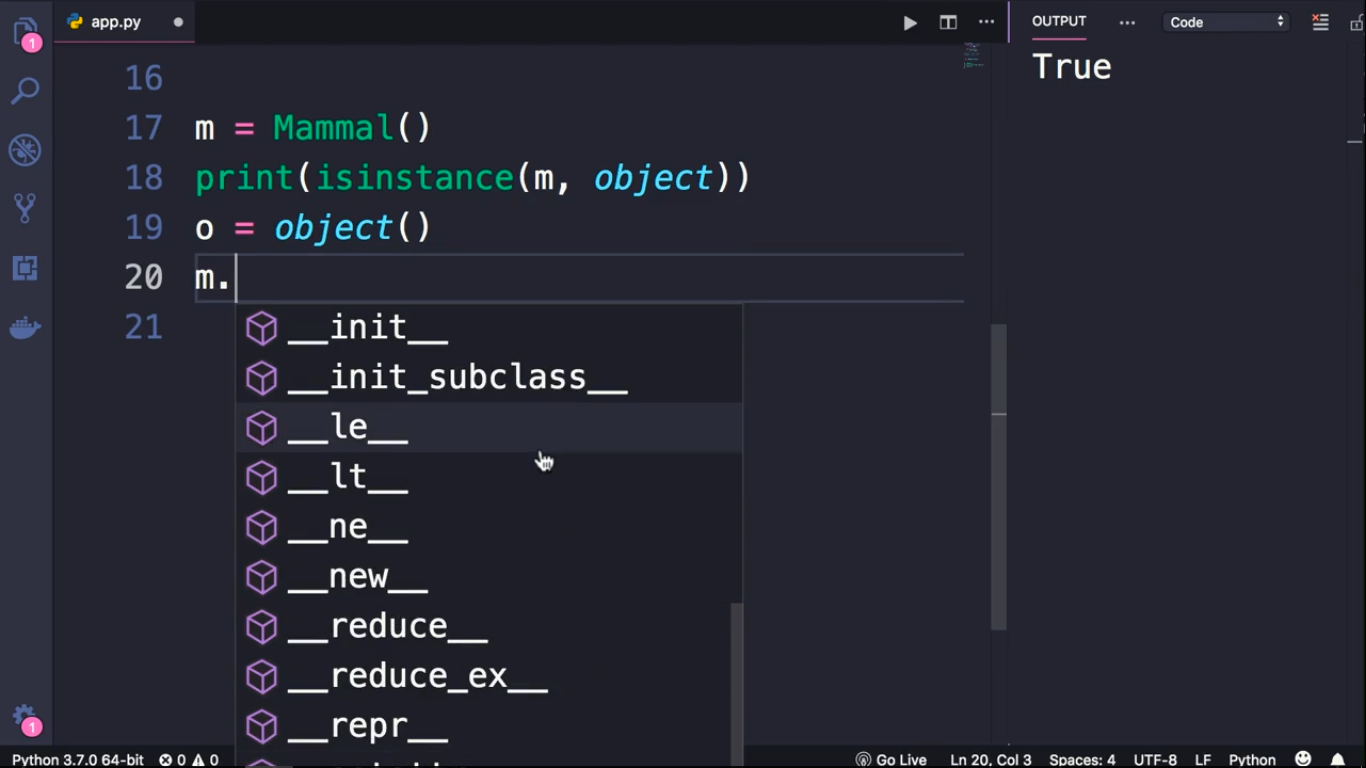 1
app.py
OUTPUT
Code
True
16
17 m = Mammal()
18 print(isinstance(m, object))
19 o = object()
20 m.
21
__init__
__init_subclass__
__le__
__lt__
__ne__
__new__
__reduce__
__reduce_ex__
__repr__
1
Python 3.7.0 64-bit 0 0 Go Live Ln 20, Col 3 Spaces: 4 UTF-8 LF Python